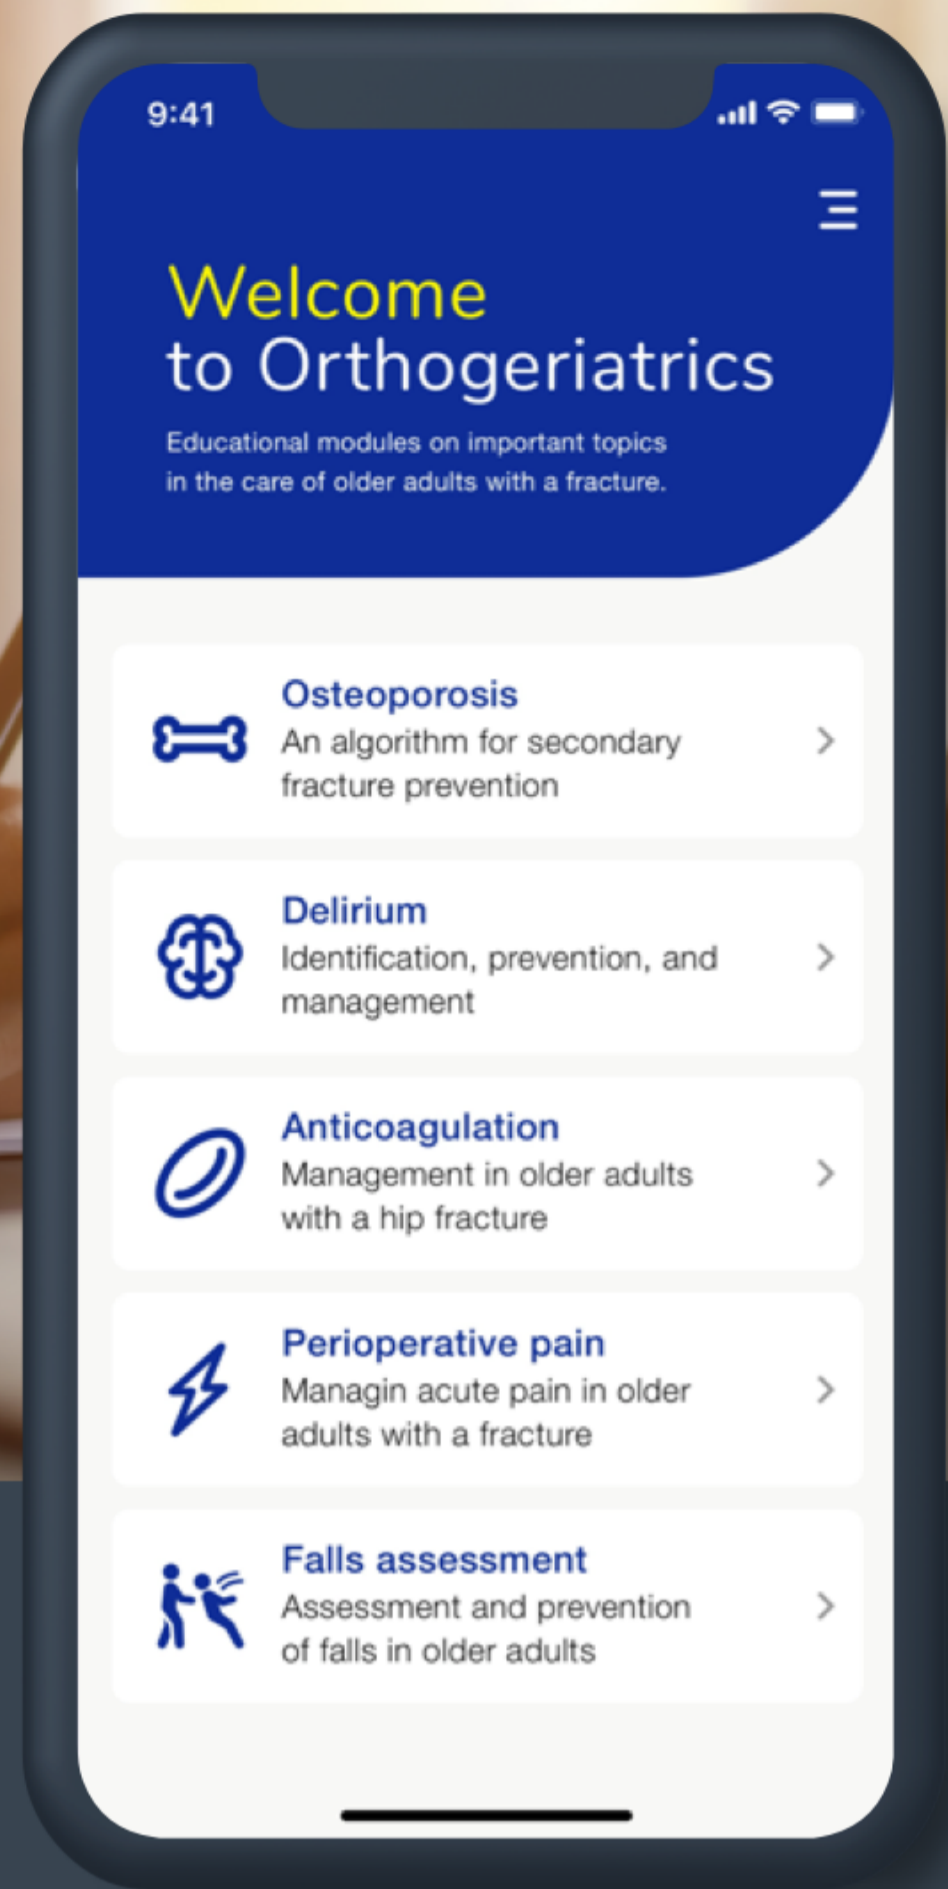 9:41
Welcome
to Orthogeriatrics
Educational modules on important topics
in the care of older adults with a fracture.
Osteoporosis
An algorithm for secondary
fracture prevention
Delirium
Identification, prevention, and
management
Anticoagulation
Management in older adults
with a hip fracture
Perioperative pain
Managin acute pain in older
adults with a fracture
Falls assessment
Assessment and prevention
of falls in older adults